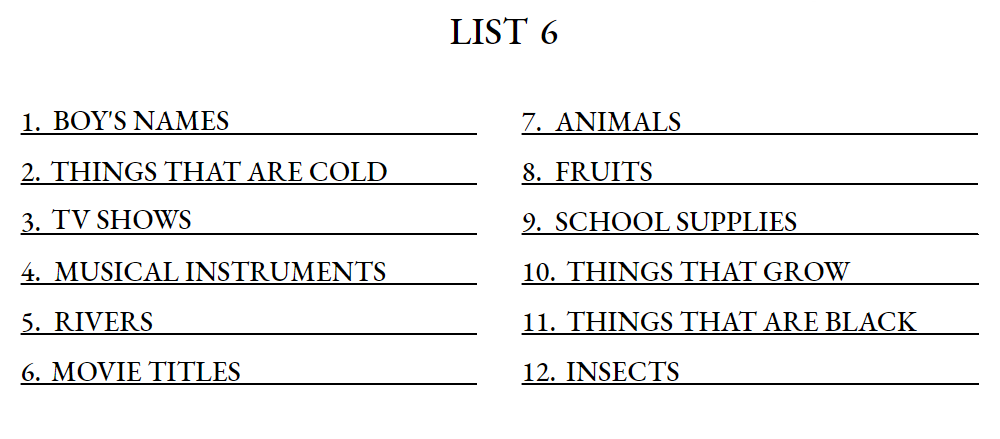 LIST 6
1. BOY'S NAMES
2. THINGS THAT ARE COLD
3. TV SHOWS
4. MUSICAL INSTRUMENTS
5. RIVERS
6. MOVIE TITLES
7. ANIMALS
8. FRUITS
9. SCHOOL SUPPLIES
10. THINGS THAT GROW
11. THINGS THAT ARE BLACK
12. INSECTS